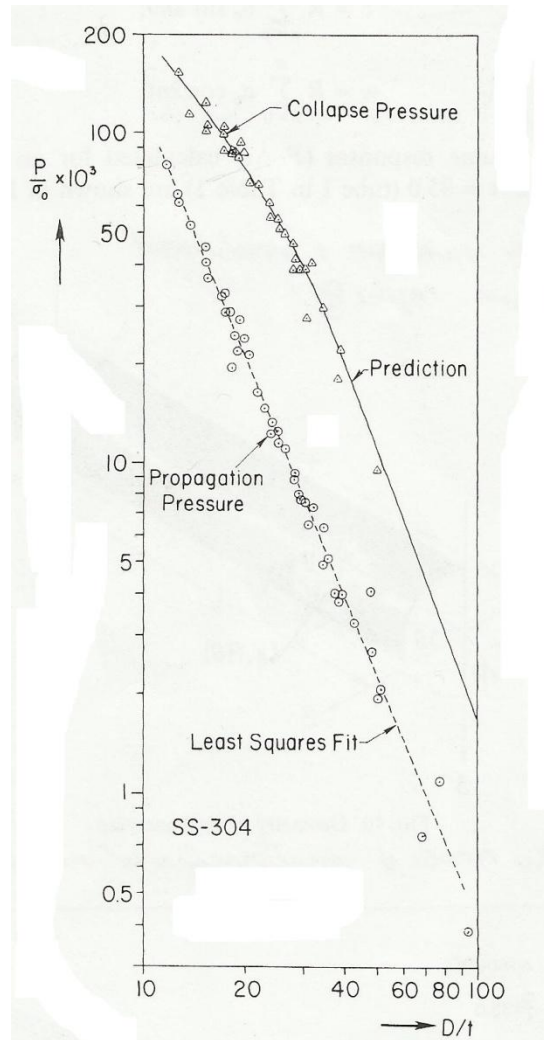 200
100
50
10
5
1
0.5
P/σ₀ ×10³
Collapse Pressure
Prediction
Propagation
Pressure
Least Squares Fit
SS-304
10 20 40 60 80 100
D/t